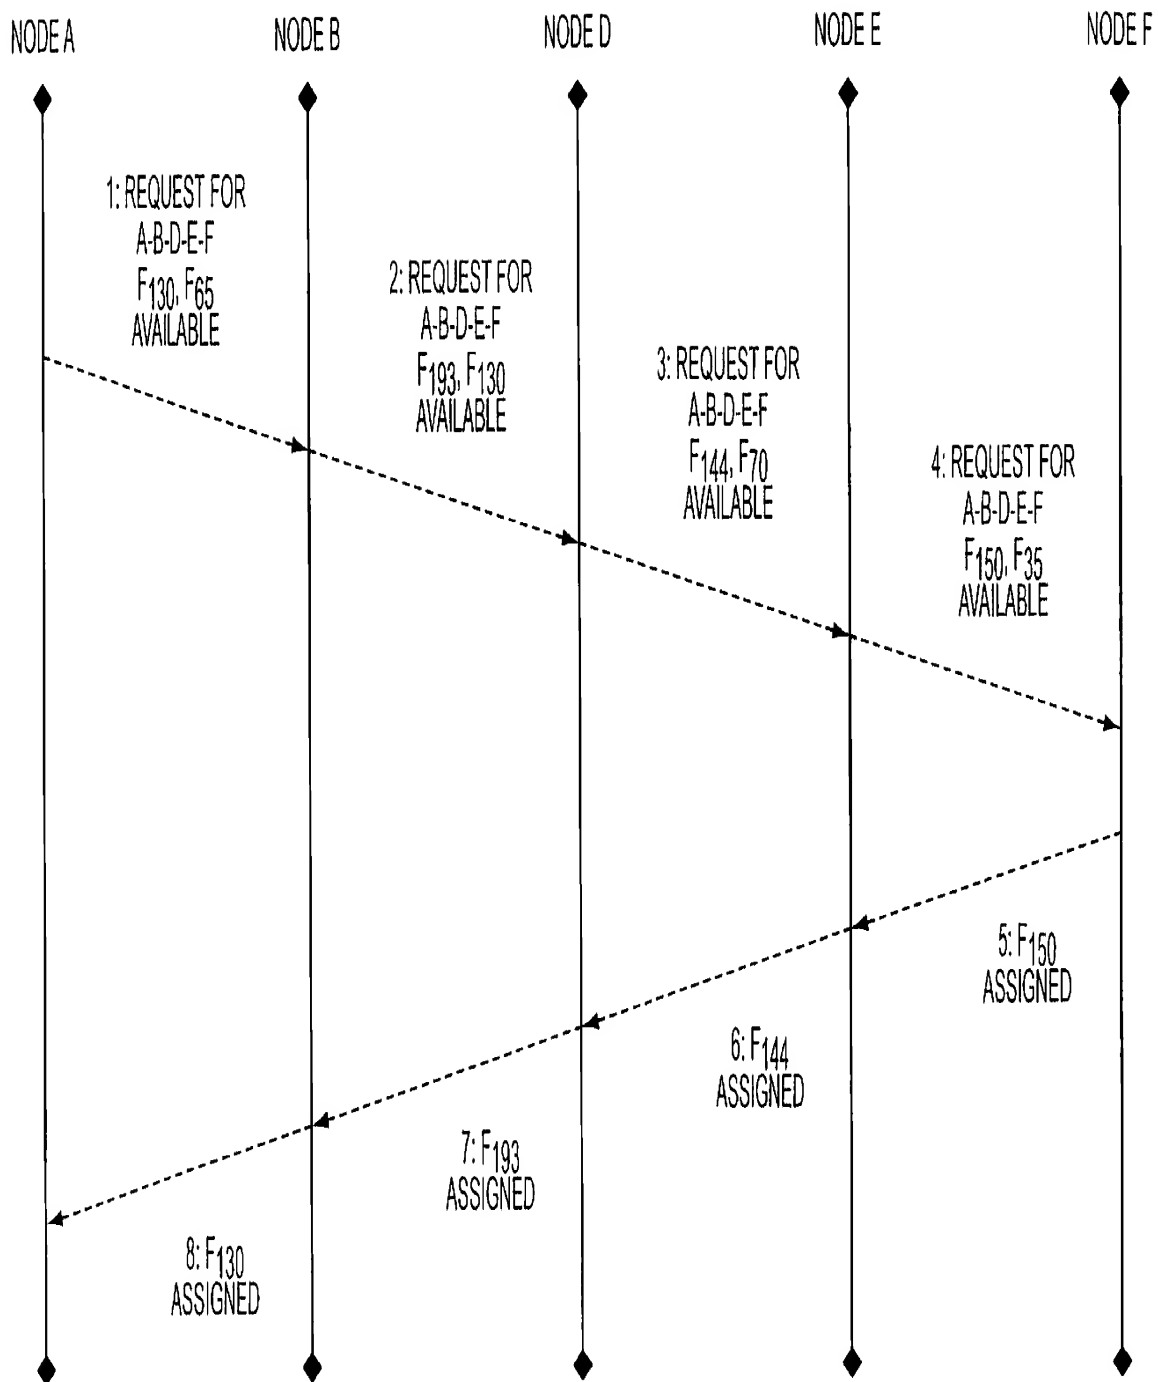 NODE A
NODE B
NODE D
NODE E
NODE F
1: REQUEST FOR
A-B-D-E-F
F130, F65
AVAILABLE
2: REQUEST FOR
A-B-D-E-F
F193, F130
AVAILABLE
3: REQUEST FOR
A-B-D-E-F
F144, F70
AVAILABLE
4: REQUEST FOR
A-B-D-E-F
F150, F35
AVAILABLE
5: F150
ASSIGNED
6: F144
ASSIGNED
7: F193
ASSIGNED
8: F130
ASSIGNED